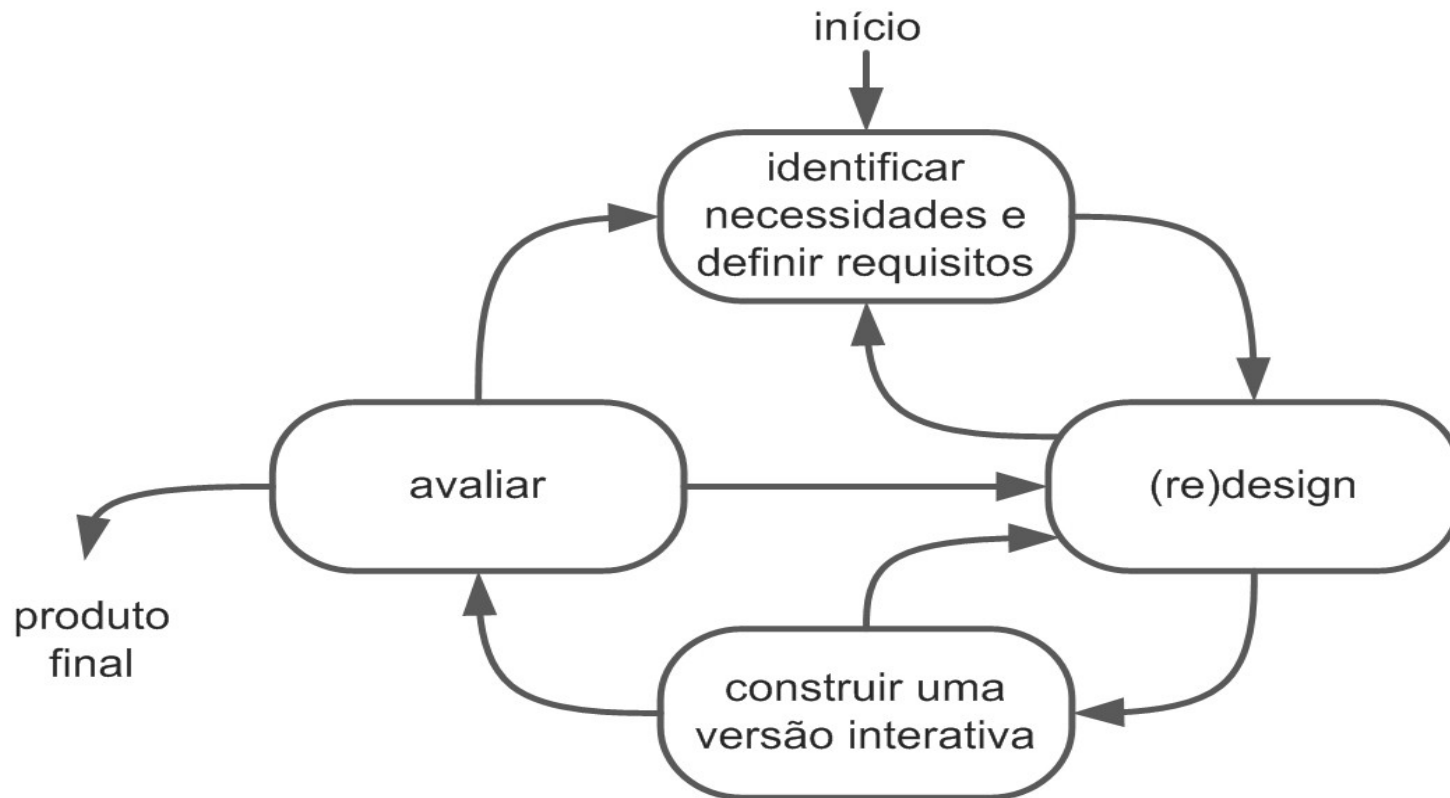 início
identificar
necessidades e
definir requisitos
avaliar
(re)design
produto
final
construir uma
versão interativa